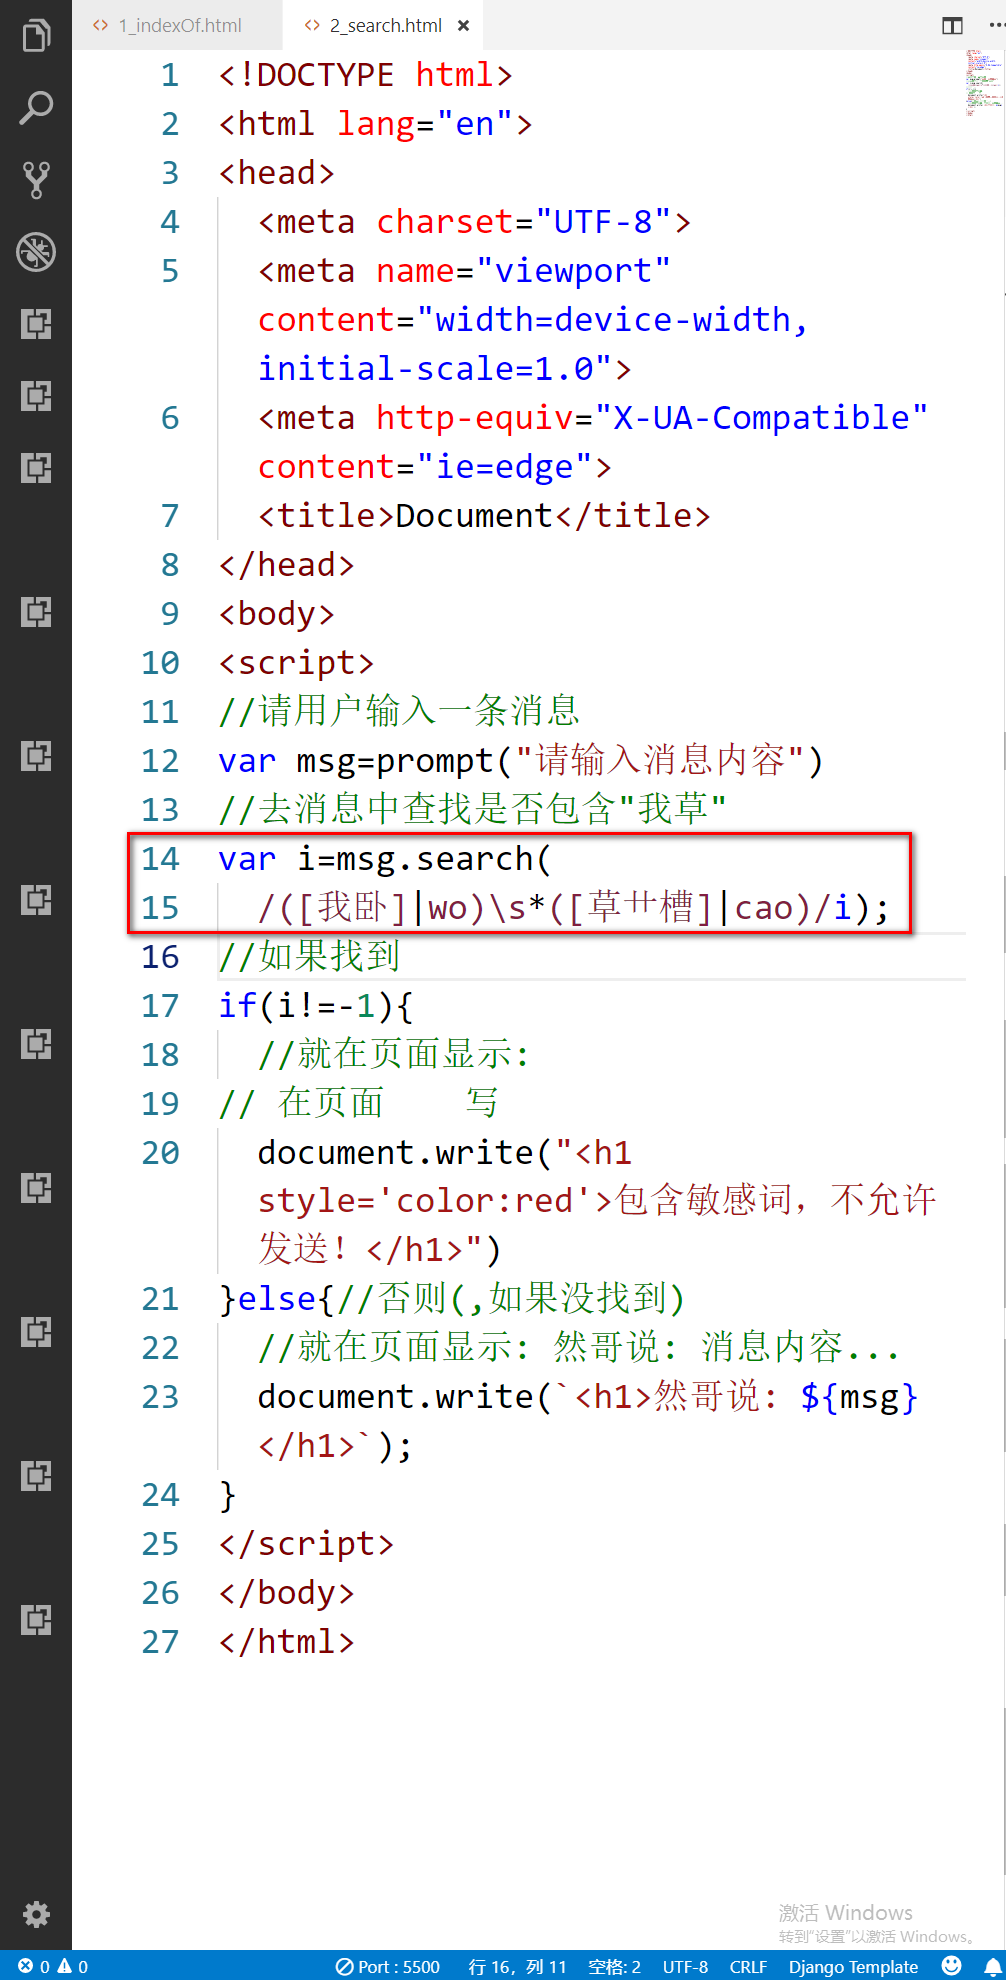 1_indexOf.html 2_search.html
1 <!DOCTYPE html>
2 <html lang="en">
3 <head>
4 <meta charset="UTF-8">
5 <meta name="viewport"
content="width=device-width,
initial-scale=1.0">
6 <meta http-equiv="X-UA-Compatible"
content="ie=edge">
7 <title>Document</title>
8 </head>
9 <body>
10 <script>
11 //请用户输入一条消息
12 var msg=prompt("请输入消息内容")
13 //去消息中查找是否包含"我草"
14 var i=msg.search(
15 /([我卧]|wo)\s*([草艹槽]|cao)/i);
16 //如果找到
17 if(i!=-1){
18 //就在页面显示:
19 // 在页面 写
20 document.write("<h1
style='color:red'>包含敏感词，不允许
发送！</h1>")
21 }else{//否则(,如果没找到)
22 //就在页面显示: 然哥说: 消息内容...
23 document.write(`<h1>然哥说: ${msg}
</h1>`);
24 }
25 </script>
26 </body>
27 </html>
激活 Windows
转到"设置"以激活 Windows。
0 0 Port : 5500 行 16，列 11 空格: 2 UTF-8 CRLF Django Template